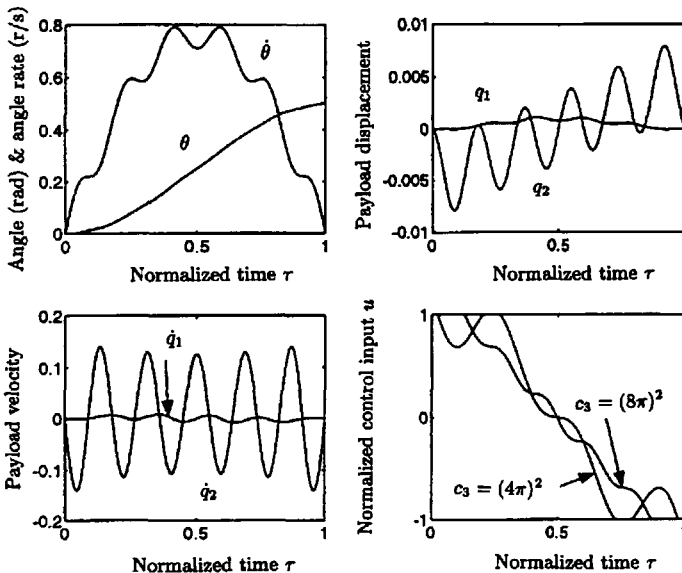 Angle (rad) & angle rate (r/s)
0.8
0.6
0.4
0.2
0
θ̇
θ
0
0.5
1
Normalized time τ
Payload displacement
0.01
0.005
0
-0.005
-0.01
q₁
q₂
0
0.5
1
Normalized time τ
Payload velocity
0.2
0.1
0
-0.1
-0.2
q̇₁
q̇₂
0
0.5
1
Normalized time τ
Normalized control input u
1
0
-1
c₃ = (8π)²
c₃ = (4π)²
0
0.5
1
Normalized time τ